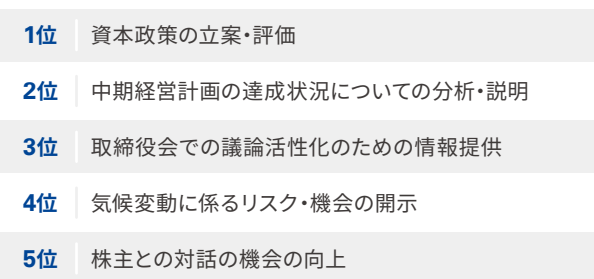 1位 資本政策の立案・評価
2位 中期経営計画の達成状況についての分析・説明
3位 取締役会での議論活性化のための情報提供
4位 気候変動に係るリスク・機会の開示
5位 株主との対話の機会の向上